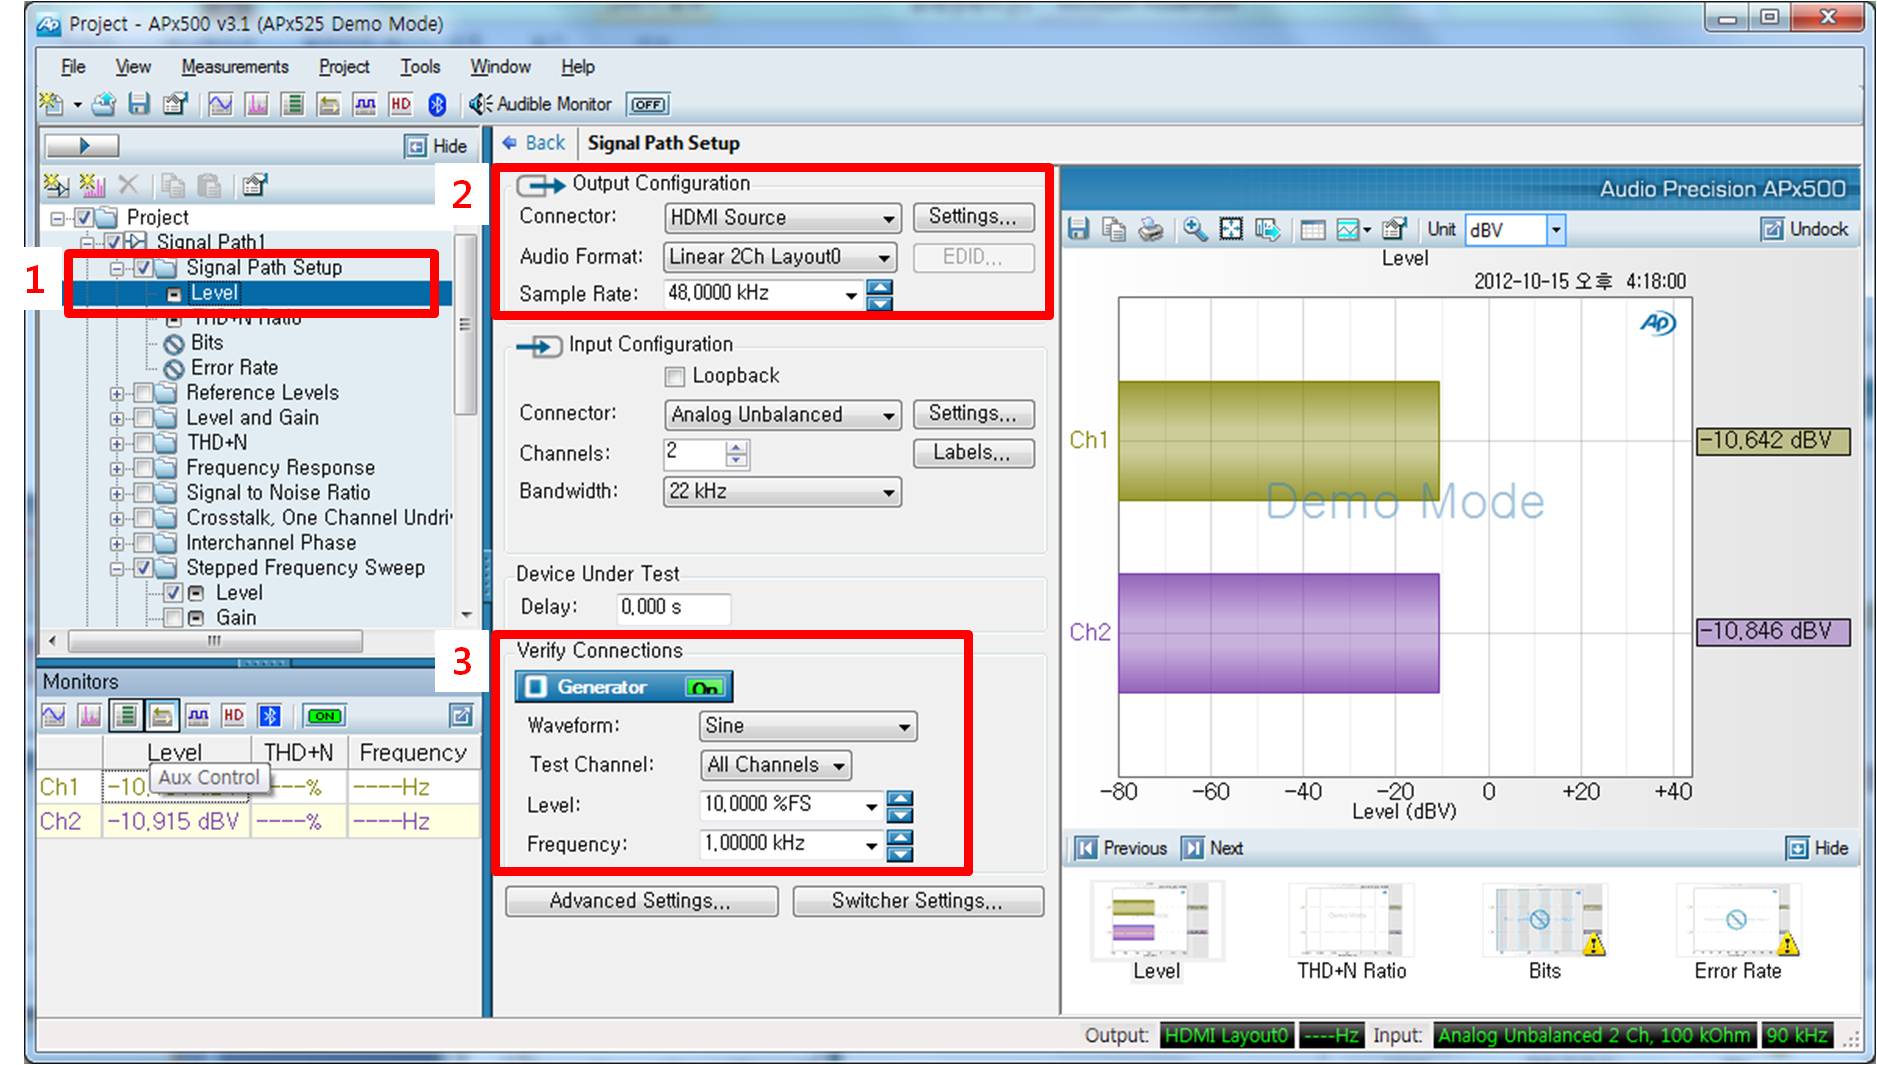 Project - APx500 v3.1 (APx525 Demo Mode)
File View Measurements Project Tools Window Help
HD Audible Monitor OFF
Hide
Back Signal Path Setup
1
2
3
Project
Signal Path1
Signal Path Setup
Level
THD+N Ratio
Bits
Error Rate
Reference Levels
Level and Gain
THD+N
Frequency Response
Signal to Noise Ratio
Crosstalk, One Channel Undri
Interchannel Phase
Stepped Frequency Sweep
Level
Gain
Monitors
HD ON
Level THD+N Frequency
Ch1 -10. ----% ----Hz
Aux Control
Ch2 -10.915 dBV ----% ----Hz
Output Configuration
Connector: HDMI Source Settings...
Audio Format: Linear 2Ch Layout0 EDID...
Sample Rate: 48.0000 kHz
Input Configuration
Loopback
Connector: Analog Unbalanced Settings...
Channels: 2 Labels...
Bandwidth: 22 kHz
Device Under Test
Delay: 0.000 s
Verify Connections
Generator On
Waveform: Sine
Test Channel: All Channels
Level: 10.0000 %FS
Frequency: 1.00000 kHz
Advanced Settings... Switcher Settings...
Audio Precision APx500
Unit dBV Undock
Level
2012-10-15 오후 4:18:00
AP
Ch1 -10.642 dBV
Demo Mode
Ch2 -10.846 dBV
-80 -60 -40 -20 0 +20 +40
Level (dBV)
Previous Next Hide
Level THD+N Ratio Bits Error Rate
Output: HDMI Layout0 ----Hz Input: Analog Unbalanced 2 Ch, 100 kOhm 90 kHz